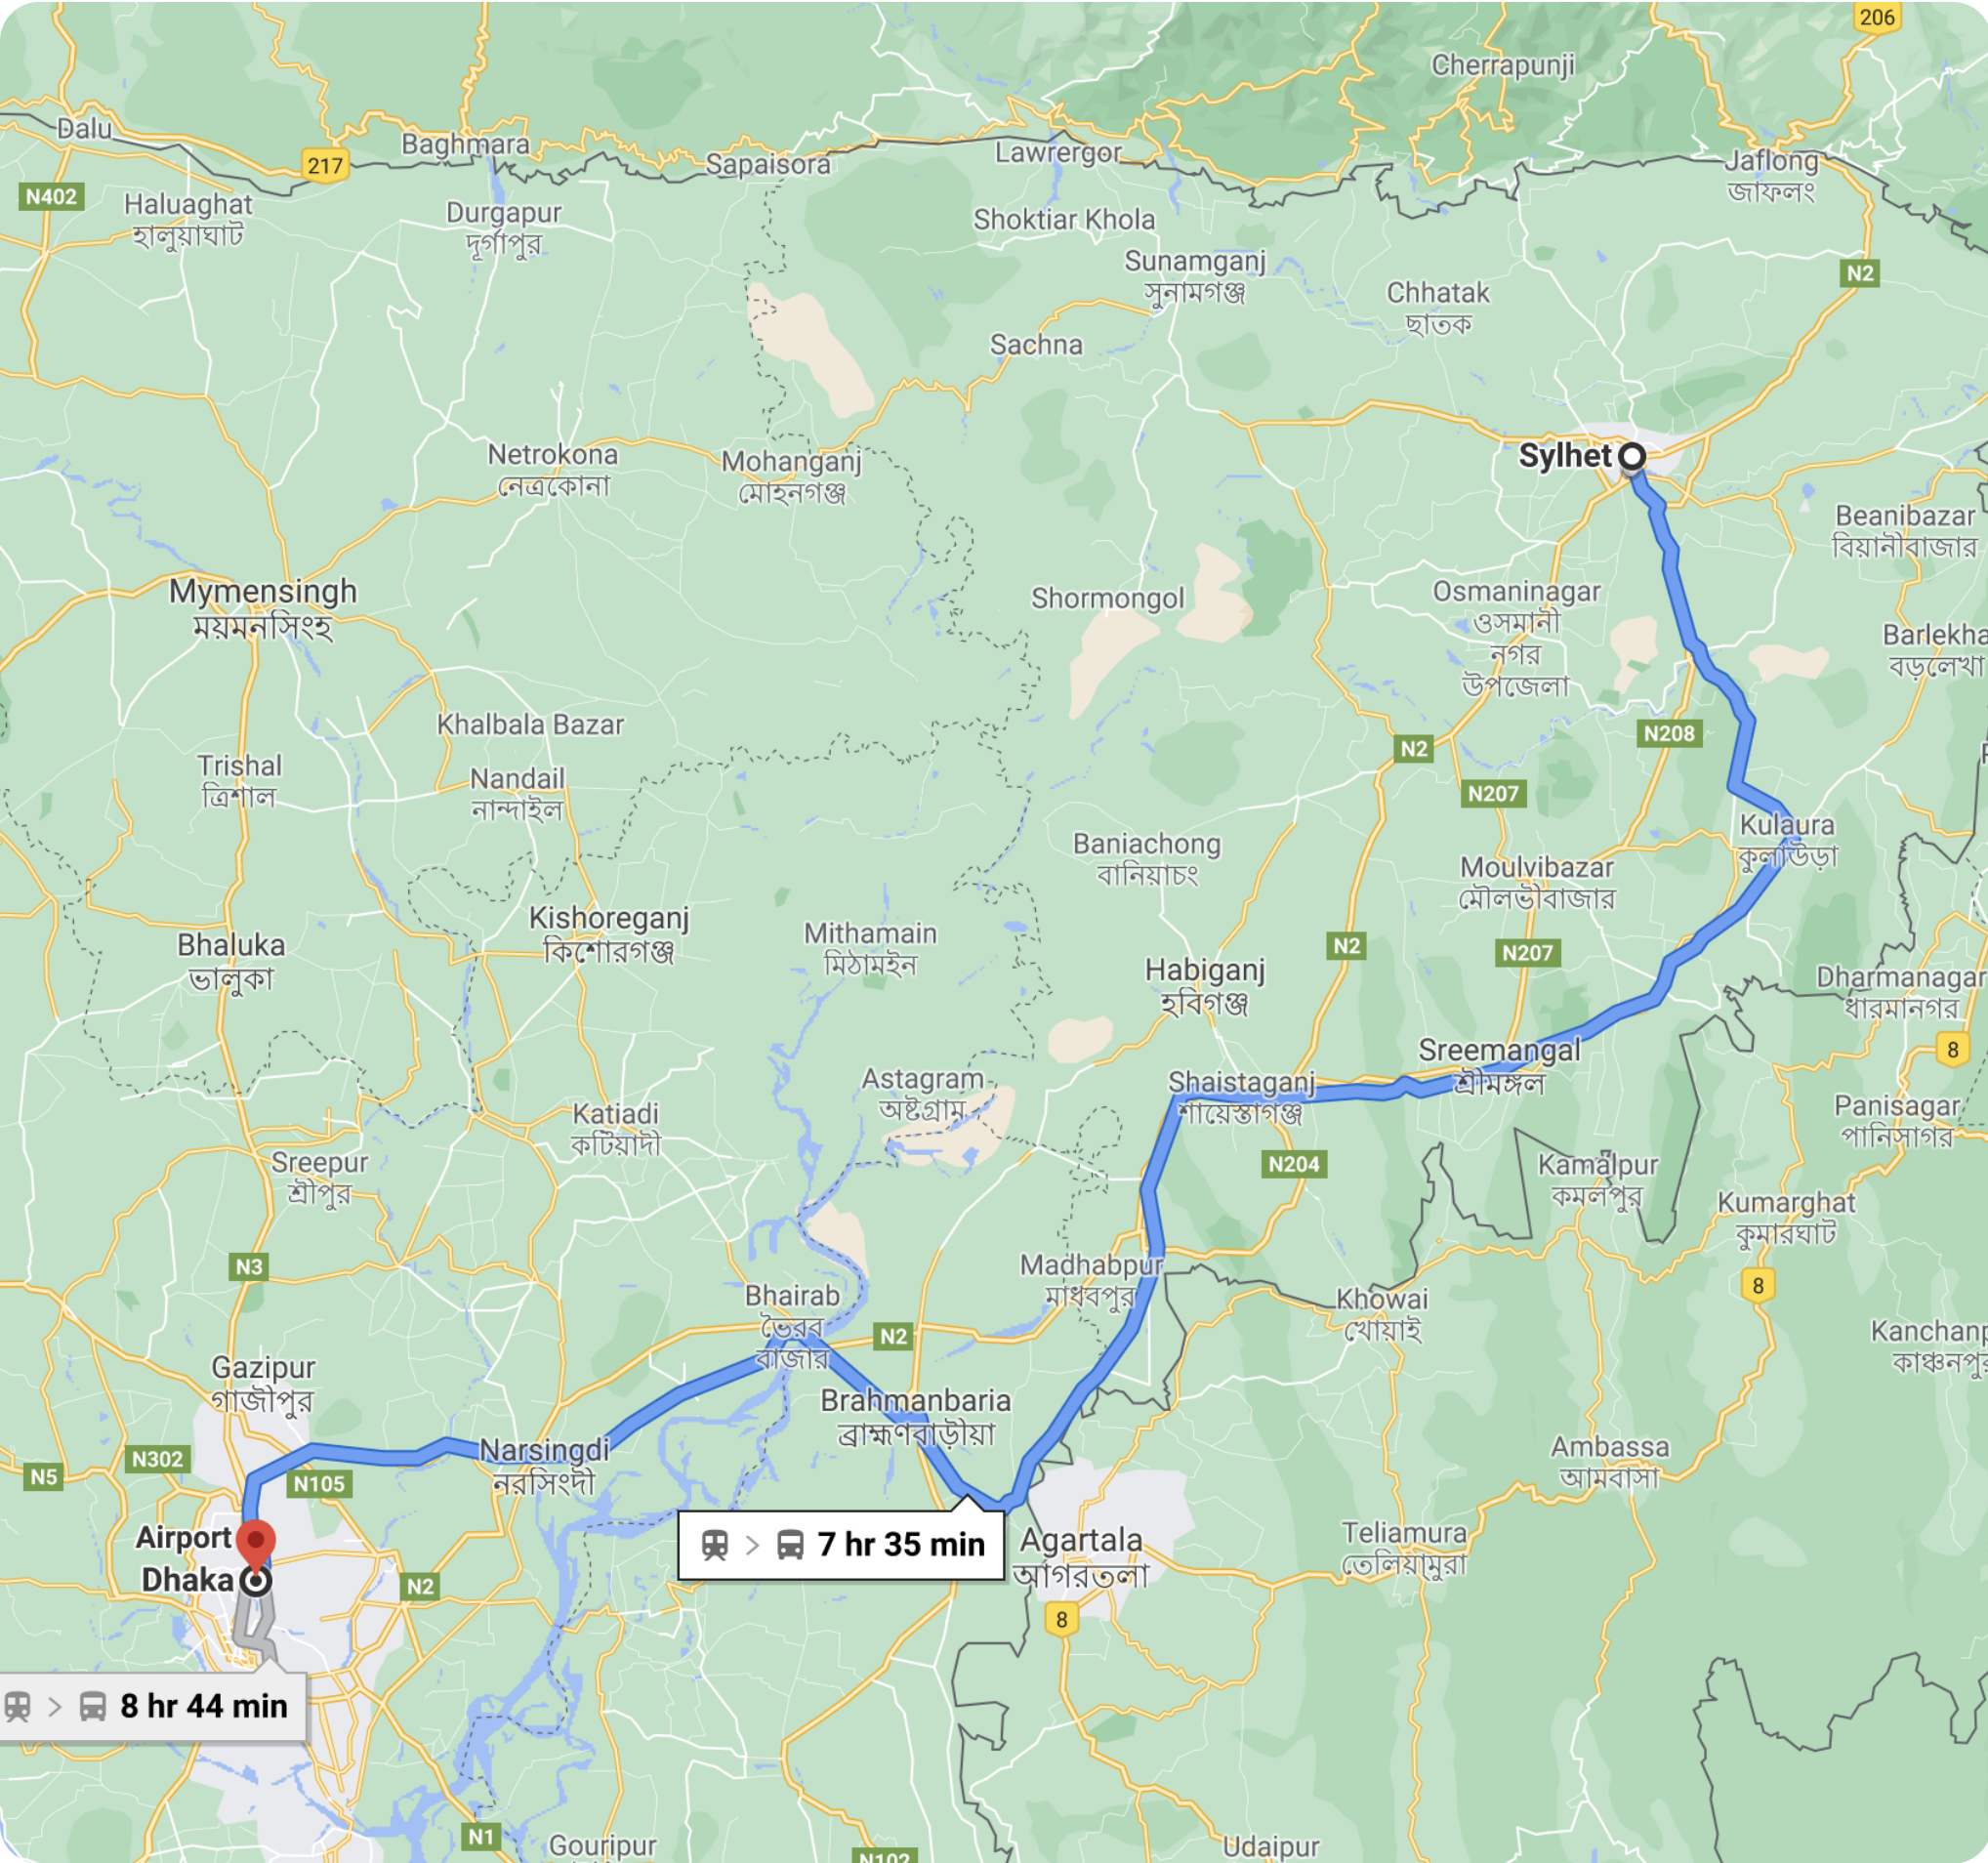 206
Cherrapunji
Dalu
Baghmara
217
Sapaisora
Lawrergor
Jaflong
জাফলং
N402
Haluaghat
হালুয়াঘাট
Durgapur
দূর্গাপুর
Shoktiar Khola
Sunamganj
সুনামগঞ্জ
N2
Chhatak
ছাতক
Sachna
Sylhet
Netrokona
নেত্রকোনা
Mohanganj
মোহনগঞ্জ
Beanibazar
বিয়ানীবাজার
Mymensingh
ময়মনসিংহ
Shormongol
Osmaninagar
ওসমানী
নগর
উপজেলা
Barlekha
বড়লেখা
Khalbala Bazar
N208
N2
Trishal
ত্রিশাল
Nandail
নান্দাইল
N207
Kulaura
কুলাউড়া
Baniachong
বানিয়াচং
Moulvibazar
মৌলভীবাজার
Kishoreganj
কিশোরগঞ্জ
Mithamain
মিঠামইন
Bhaluka
ভালুকা
N2
N207
Habiganj
হবিগঞ্জ
Dharmanagar
ধারমানগর
8
Sreemangal
শ্রীমঙ্গল
Astagram
অষ্টগ্রাম
Shaistaganj
শায়েস্তাগঞ্জ
Katiadi
কটিয়াদী
Panisagar
পানিসাগর
Sreepur
শ্রীপুর
N204
Kamalpur
কমলপুর
Kumarghat
কুমারঘাট
N3
Madhabpur
মাধবপুর
8
Bhairab
ভৈরব
বাজার
Khowai
খোয়াই
N2
Kanchanp
কাঞ্চনপু
Gazipur
গাজীপুর
Brahmanbaria
ব্রাহ্মণবাড়ীয়া
N302
N5
N105
Narsingdi
নরসিংদী
Ambassa
আমবাসা
Airport
Dhaka
7 hr 35 min
Agartala
আগরতলা
Teliamura
তেলিয়ামুরা
N2
8
8 hr 44 min
N1
Gouripur
N102
Udaipur